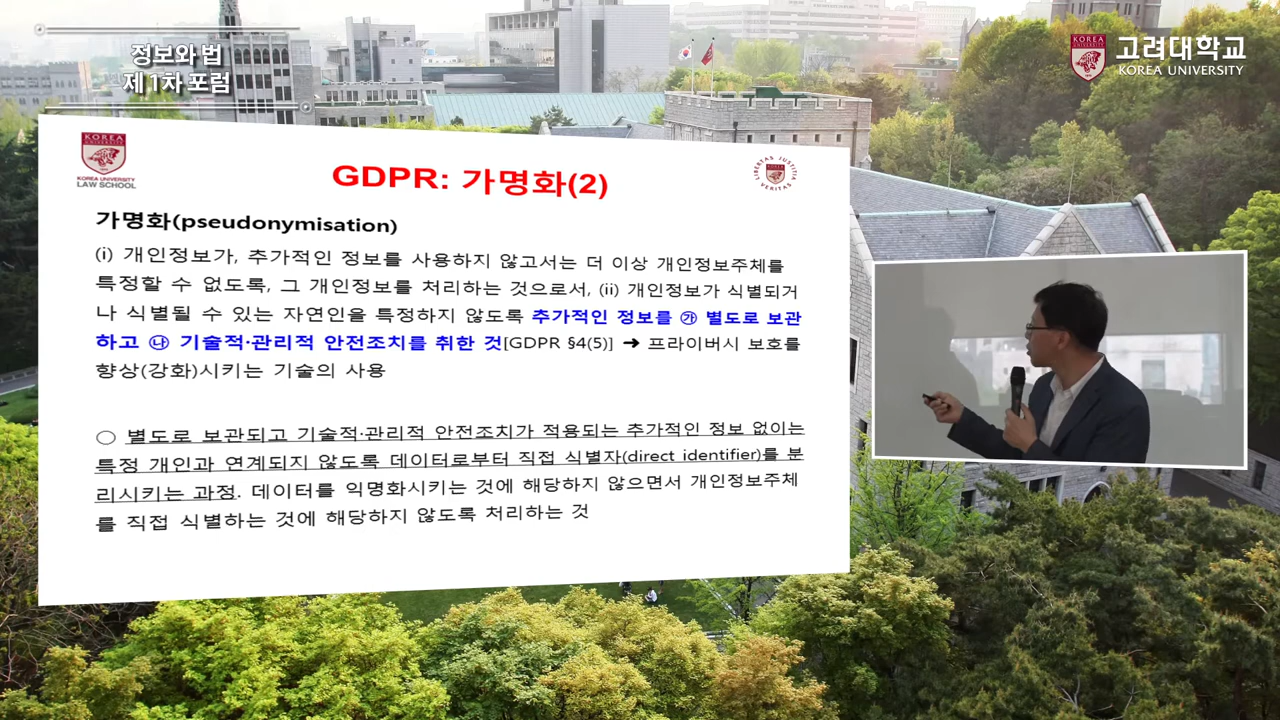 정보와 법
제 1차 포럼
KOREA
고려대학교
KOREA UNIVERSITY
KOREA
KOREA UNIVERSITY
LAW SCHOOL
GDPR: 가명화(2)
LIBERTAS JUSTITIA VERITAS
가명화(pseudonymisation)
(i) 개인정보가, 추가적인 정보를 사용하지 않고서는 더 이상 개인정보주체를
특정할 수 없도록, 그 개인정보를 처리하는 것으로서, (ii) 개인정보가 식별되거
나 식별될 수 있는 자연인을 특정하지 않도록 추가적인 정보를 ㉮ 별도로 보관
하고 ㉯ 기술적·관리적 안전조치를 취한 것[GDPR §4(5)] ➜ 프라이버시 보호를
향상(강화)시키는 기술의 사용
○ 별도로 보관되고 기술적·관리적 안전조치가 적용되는 추가적인 정보 없이는
특정 개인과 연계되지 않도록 데이터로부터 직접 식별자(direct identifier)를 분
리시키는 과정. 데이터를 익명화시키는 것에 해당하지 않으면서 개인정보주체
를 직접 식별하는 것에 해당하지 않도록 처리하는 것